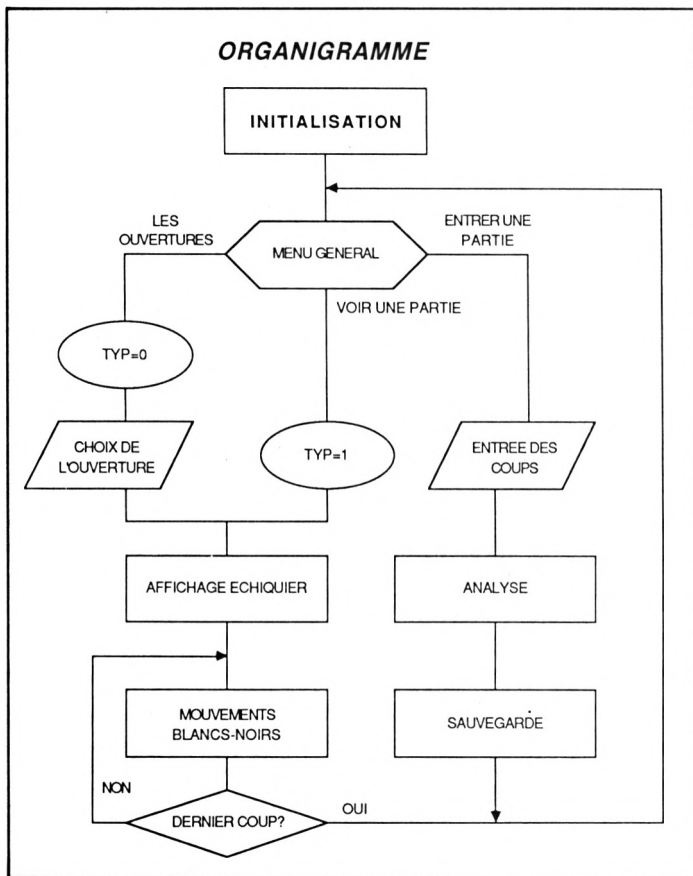 ORGANIGRAMME
INITIALISATION
LES
OUVERTURES
MENU GENERAL
ENTRER UNE
PARTIE
VOIR UNE PARTIE
TYP=0
CHOIX DE
L'OUVERTURE
TYP=1
ENTREE DES
COUPS
AFFICHAGE ECHIQUIER
ANALYSE
MOUVEMENTS
BLANCS-NOIRS
SAUVEGARDE
NON
DERNIER COUP?
OUI